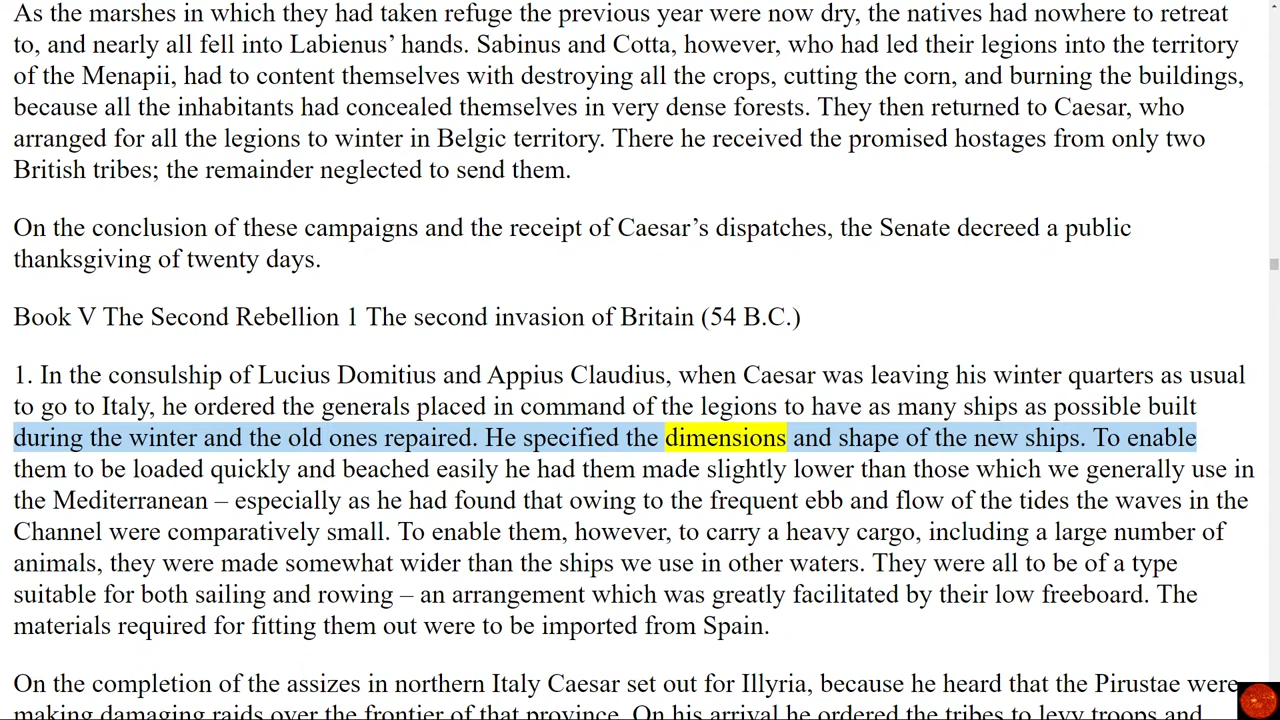 As the marshes in which they had taken refuge the previous year were now dry, the natives had nowhere to retreat
to, and nearly all fell into Labienus’ hands. Sabinus and Cotta, however, who had led their legions into the territory
of the Menapii, had to content themselves with destroying all the crops, cutting the corn, and burning the buildings,
because all the inhabitants had concealed themselves in very dense forests. They then returned to Caesar, who
arranged for all the legions to winter in Belgic territory. There he received the promised hostages from only two
British tribes; the remainder neglected to send them.
On the conclusion of these campaigns and the receipt of Caesar’s dispatches, the Senate decreed a public
thanksgiving of twenty days.
Book V The Second Rebellion 1 The second invasion of Britain (54 B.C.)
1. In the consulship of Lucius Domitius and Appius Claudius, when Caesar was leaving his winter quarters as usual
to go to Italy, he ordered the generals placed in command of the legions to have as many ships as possible built
during the winter and the old ones repaired. He specified the dimensions and shape of the new ships. To enable
them to be loaded quickly and beached easily he had them made slightly lower than those which we generally use in
the Mediterranean – especially as he had found that owing to the frequent ebb and flow of the tides the waves in the
Channel were comparatively small. To enable them, however, to carry a heavy cargo, including a large number of
animals, they were made somewhat wider than the ships we use in other waters. They were all to be of a type
suitable for both sailing and rowing – an arrangement which was greatly facilitated by their low freeboard. The
materials required for fitting them out were to be imported from Spain.
On the completion of the assizes in northern Italy Caesar set out for Illyria, because he heard that the Pirustae were
making damaging raids over the frontier of that province. On his arrival he ordered the tribes to levy troops and